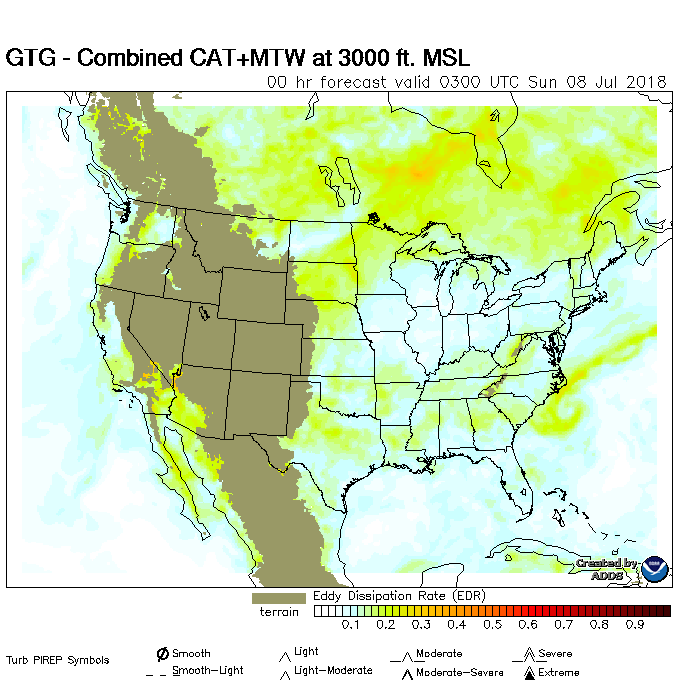 GTG - Combined CAT+MTW at 3000 ft. MSL
00 hr forecast valid 0300 UTC Sun 08 Jul 2018
Created by
ADDS
terrain
Eddy Dissipation Rate (EDR)
0.1 0.2 0.3 0.4 0.5 0.6 0.7 0.8 0.9
Turb PIREP Symbols
Smooth Light Moderate Severe
Smooth-Light Light-Moderate Moderate-Severe Extreme